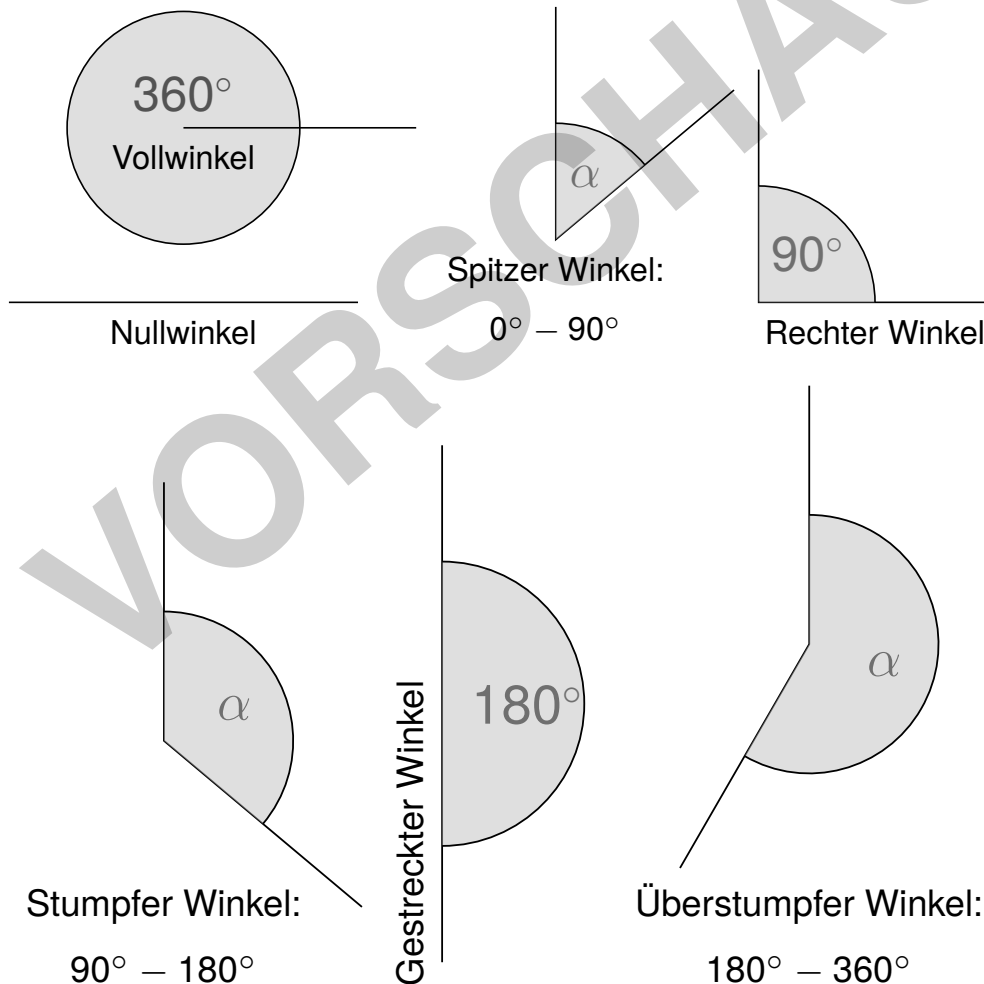 360°
Vollwinkel
α
90°
Spitzer Winkel:
0° – 90°
Nullwinkel
Rechter Winkel
VORSCHA
α
180°
Gestreckter Winkel
α
Stumpfer Winkel:
90° – 180°
Überstumpfer Winkel:
180° – 360°